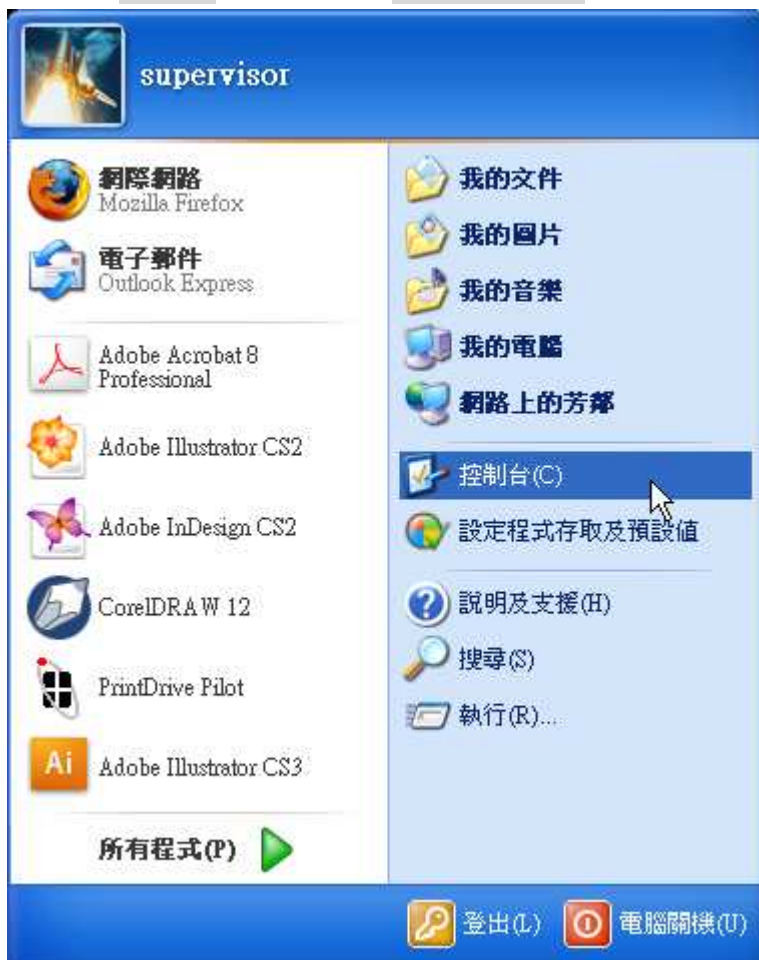 supervisor
網際網路
Mozilla Firefox
電子郵件
Outlook Express
Adobe Acrobat 8
Professional
Adobe Illustrator CS2
Adobe InDesign CS2
CorelDRAW 12
PrintDrive Pilot
Adobe Illustrator CS3
所有程式(P)
我的文件
我的圖片
我的音樂
我的電腦
網路上的芳鄰
控制台(C)
設定程式存取及預設值
說明及支援(H)
搜尋(S)
執行(R)...
登出(L)
電腦關機(U)